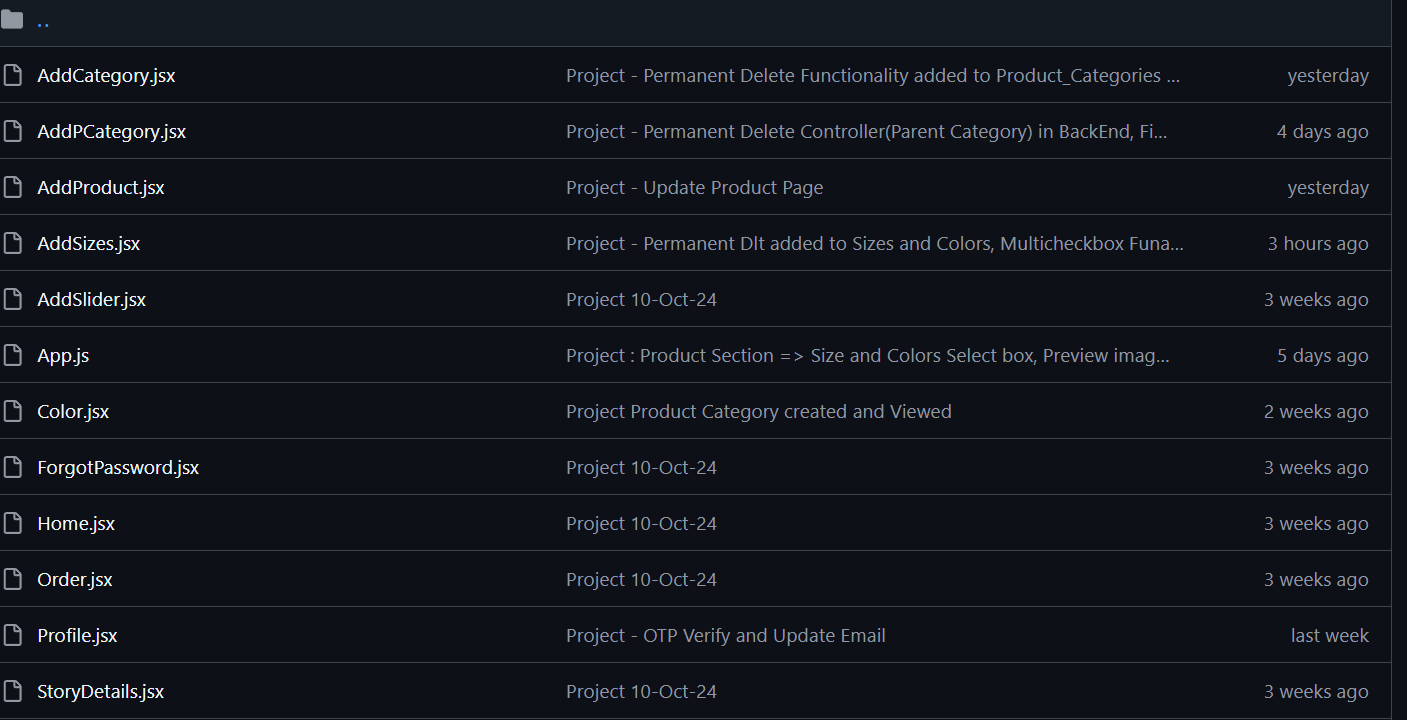 ..
AddCategory.jsx Project - Permanent Delete Functionality added to Product_Categories ... yesterday
AddPCategory.jsx Project - Permanent Delete Controller(Parent Category) in BackEnd, Fi... 4 days ago
AddProduct.jsx Project - Update Product Page yesterday
AddSizes.jsx Project - Permanent Dlt added to Sizes and Colors, Multicheckbox Funa... 3 hours ago
AddSlider.jsx Project 10-Oct-24 3 weeks ago
App.js Project : Product Section => Size and Colors Select box, Preview imag... 5 days ago
Color.jsx Project Product Category created and Viewed 2 weeks ago
ForgotPassword.jsx Project 10-Oct-24 3 weeks ago
Home.jsx Project 10-Oct-24 3 weeks ago
Order.jsx Project 10-Oct-24 3 weeks ago
Profile.jsx Project - OTP Verify and Update Email last week
StoryDetails.jsx Project 10-Oct-24 3 weeks ago